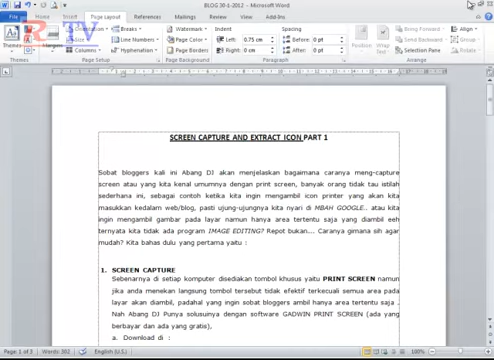 BLOG 30-1-2012 - Microsoft Word
File Home Insert Page Layout References Mailings Review View Add-Ins
R TV
Themes Margins Orientation Breaks Watermark Indent Spacing Position Wrap Text Bring Forward Align
Line Numbers Page Color Left: 0.75 cm Before: 0 pt Send Backward Group
Hyphenation Page Borders Right: 0 cm After: 0 pt Selection Pane
Themes Page Setup Page Background Paragraph Arrange
SCREEN CAPTURE AND EXTRACT ICON PART 1
Sobat bloggers kali ini Abang DJ akan menjelaskan bagaimana caranya meng-capture
screen atau yang kita kenal umumnya dengan print screen, banyak orang tidak tau istilah
sederhana ini, sebagai contoh ketika kita ingin mengambil icon printer yang akan kita
masukkan kedalam web/blog, pasti ujung-ujungnya kita nyari di MBAH GOOGLE.. atau kita
ingin mengambil gambar pada layar namun hanya area tertentu saja yang diambil eeh
ternyata kita tidak ada program IMAGE EDITING? Repot bukan.... Caranya gimana sih agar
mudah? Kita bahas dulu yang pertama yaitu :
1. SCREEN CAPTURE
Sebenarnya di setiap komputer disediakan tombol khusus yaitu PRINT SCREEN namun
jika anda menekan langsung tombol tersebut tidak efektif terkecuali semua area pada
layar akan diambil, padahal yang ingin sobat bloggers ambil hanya area tertentu saja .
Nah Abang DJ Punya solusinya dengan software GADWIN PRINT SCREEN (ada yang
berbayar dan ada yang gratis),
a. Download di :
Page: 1 of 3 Words: 302 English (U.S.) 100%